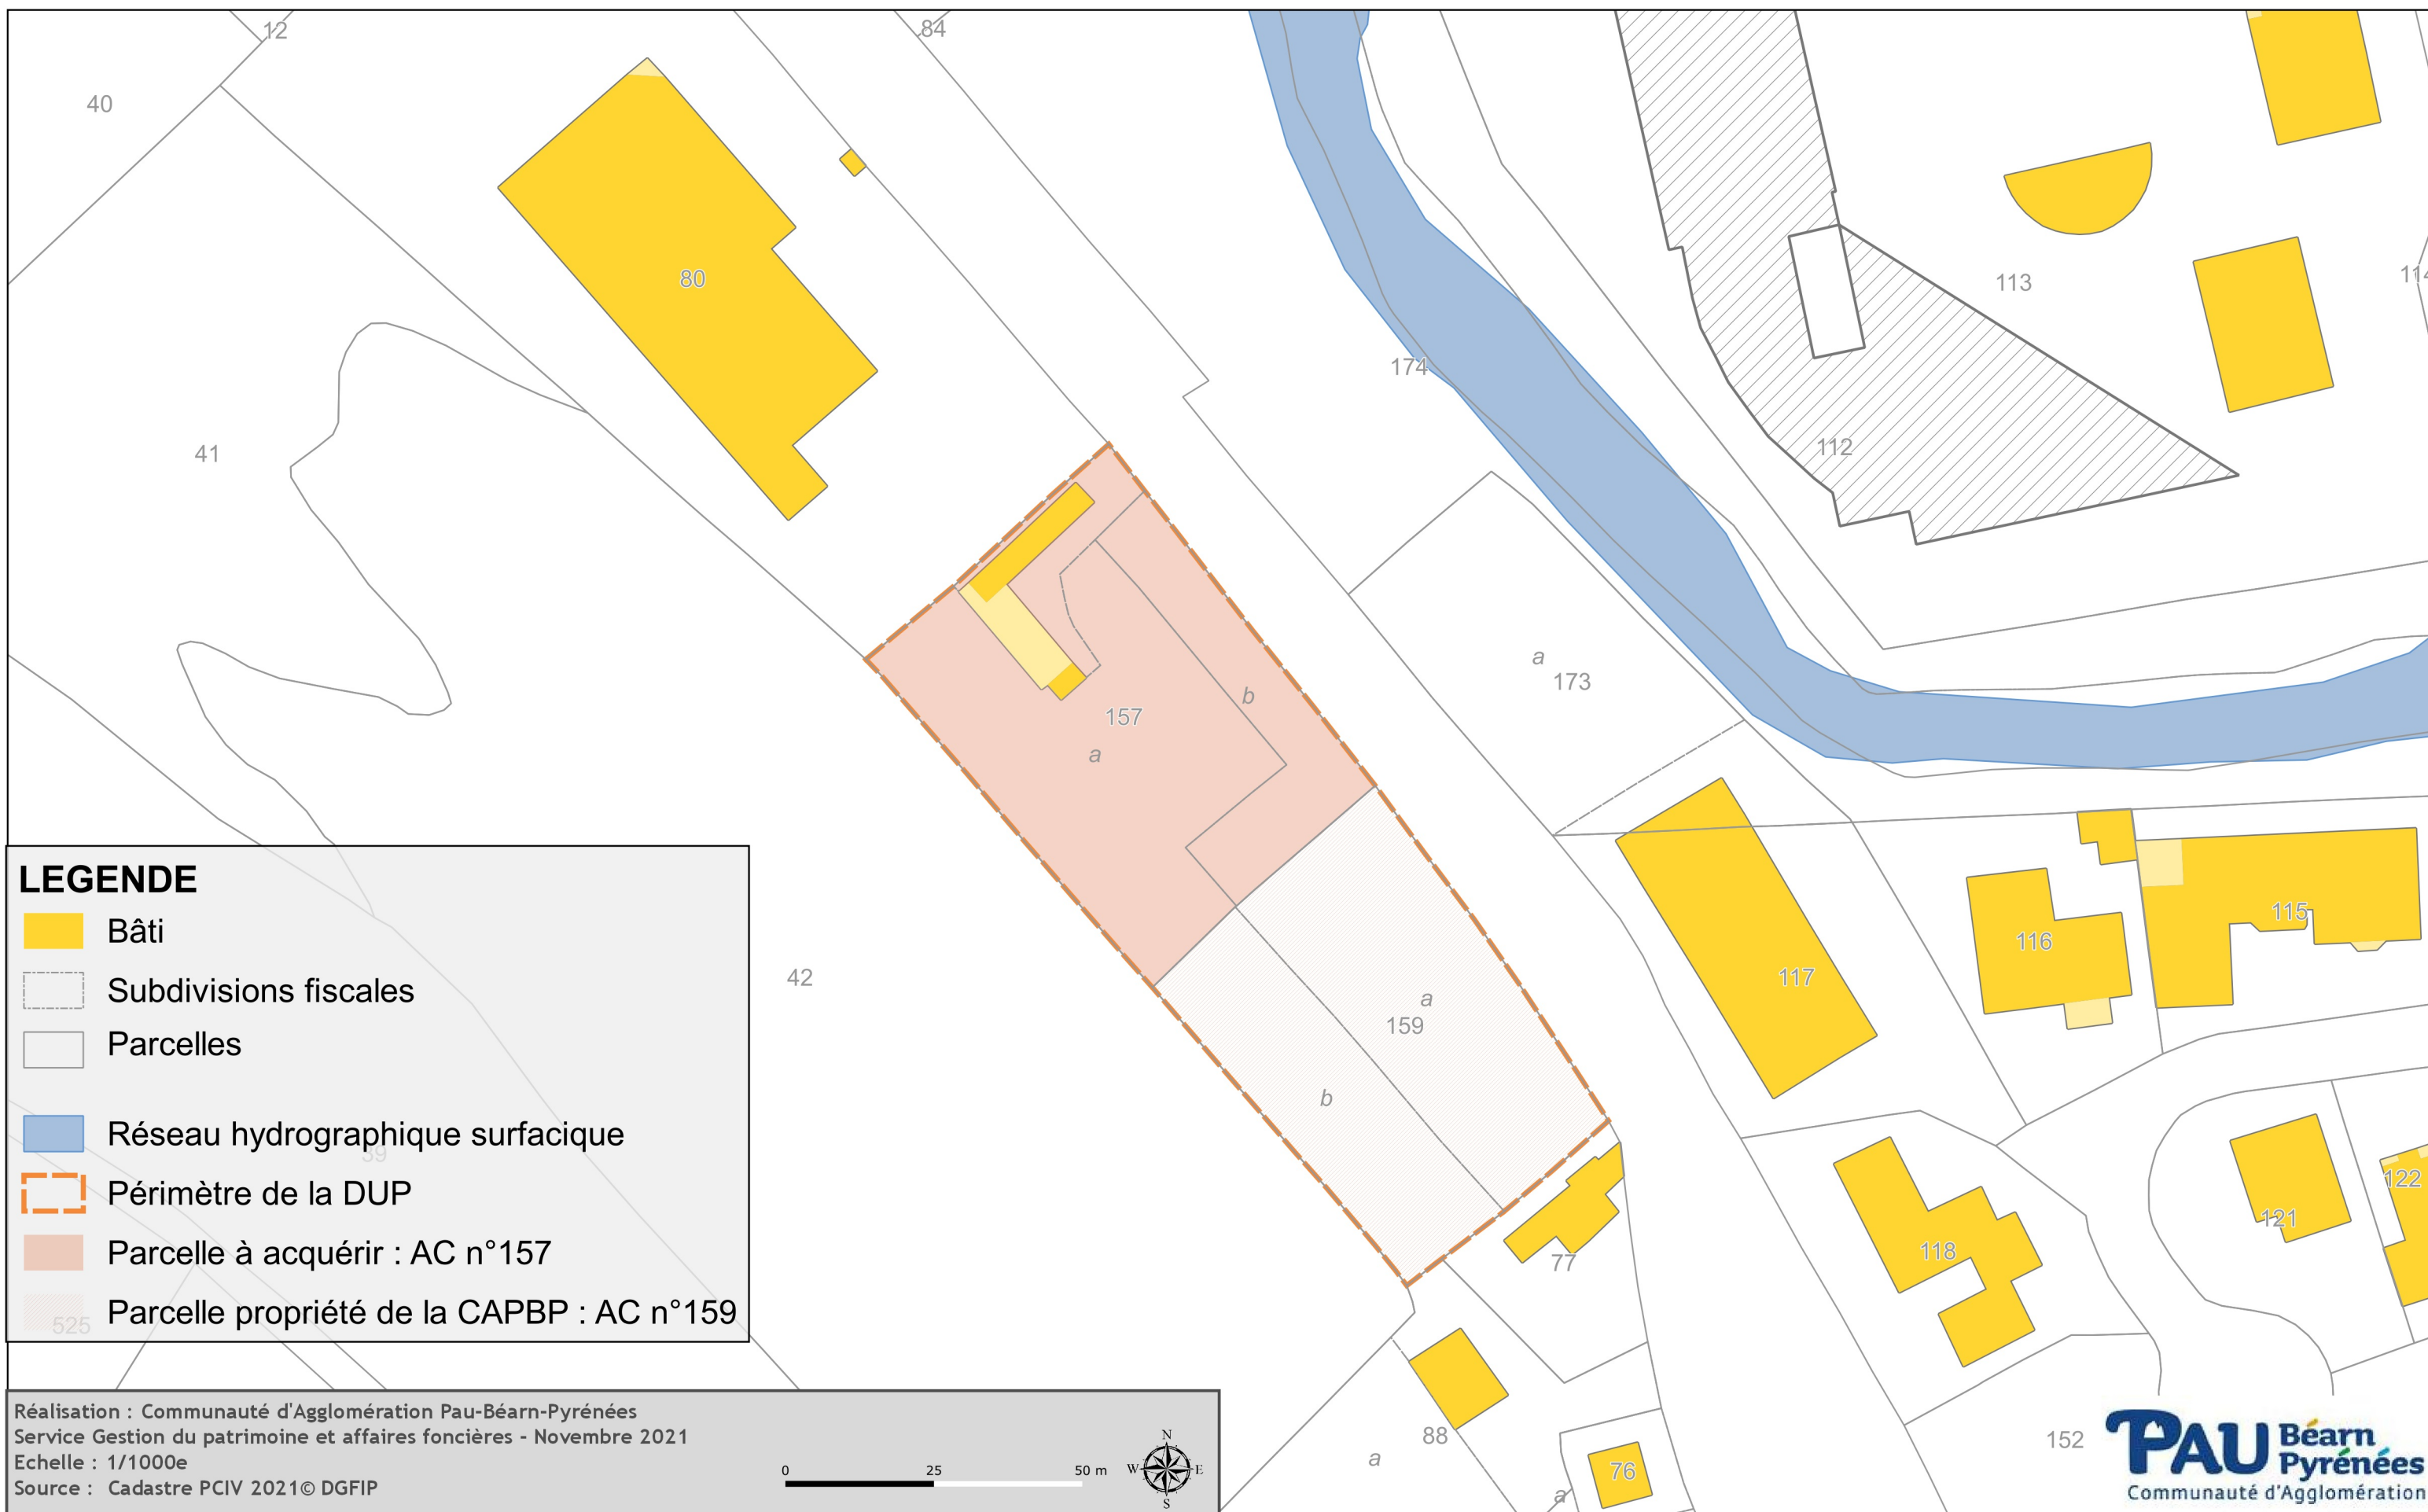 12
84
40
80
113
114
174
41
112
a
173
b
157
a
115
116
117
42
a
159
b
LEGENDE
Bâti
Subdivisions fiscales
Parcelles
Réseau hydrographique surfacique
39
Périmètre de la DUP
Parcelle à acquérir : AC n°157
Parcelle propriété de la CAPBP : AC n°159
525
122
121
118
77
88
a
152
76
a
Réalisation : Communauté d'Agglomération Pau-Béarn-Pyrénées
Service Gestion du patrimoine et affaires foncières - Novembre 2021
Echelle : 1/1000e
Source : Cadastre PCIV 2021© DGFIP
0 25 50 m
N
W E
S
PAU Béarn
Pyrénées
Communauté d'Agglomération